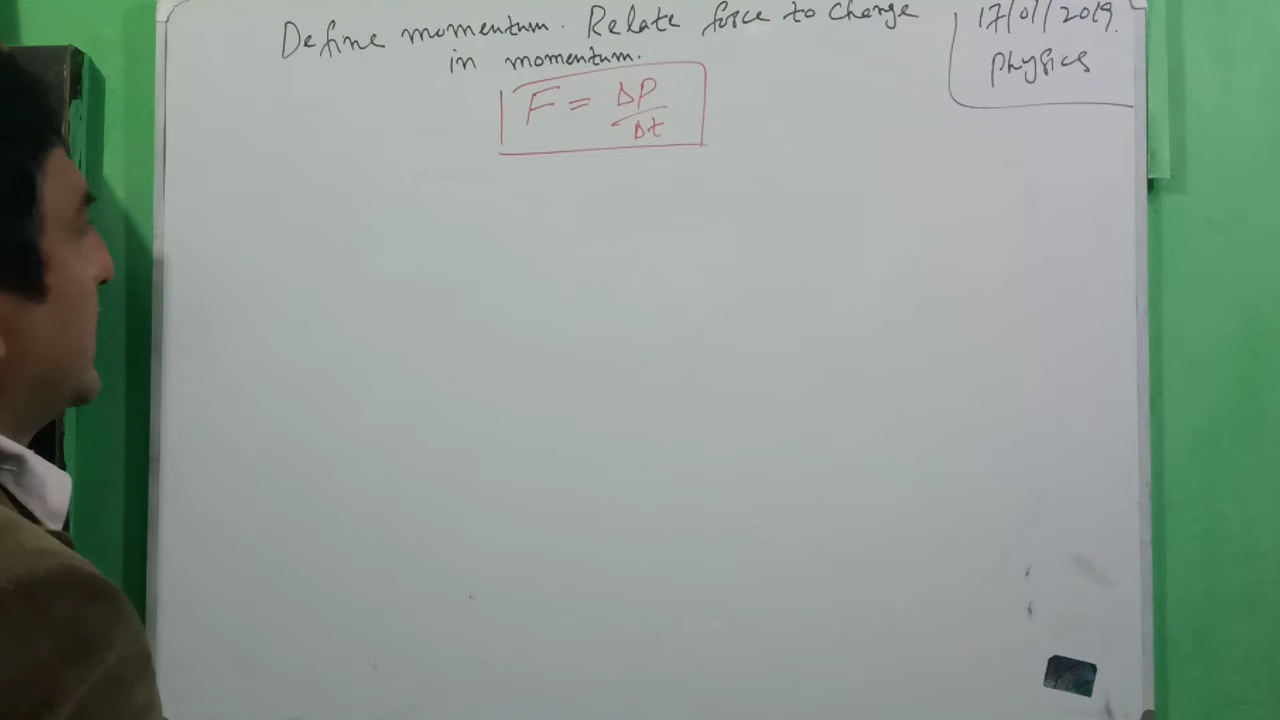 Define momentum. Relate force to change
in momentum.
F = ΔP
Δt
17/01/2019.
physics